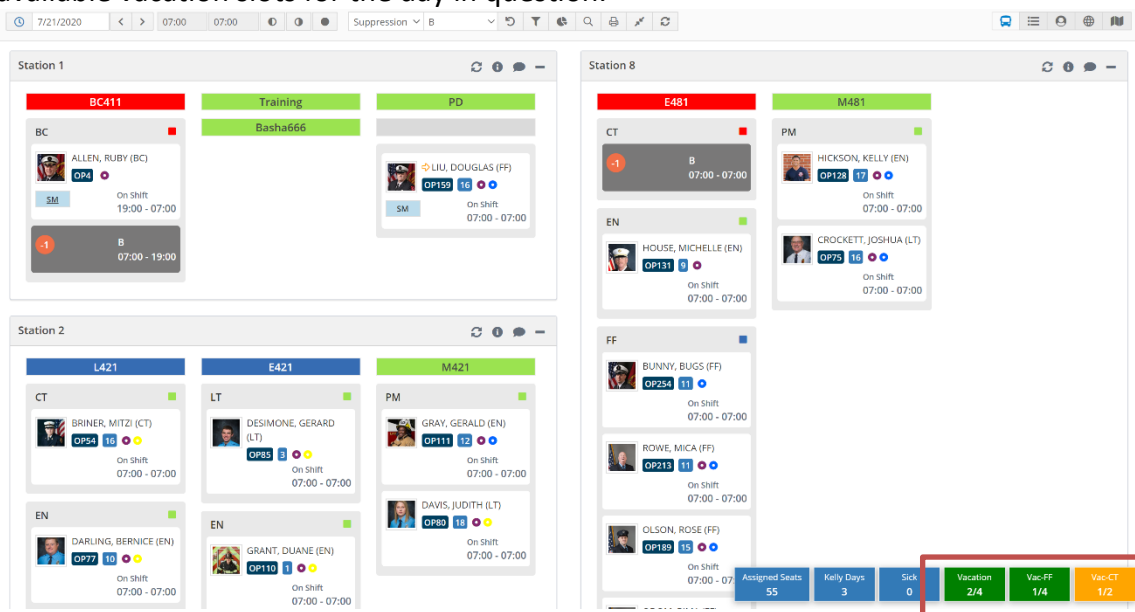 available vacation slots for the day in question.
7/21/2020 < > 07:00 07:00 Suppression B
Station 1
BC411 Training PD
Basha666
BC
ALLEN, RUBY (BC)
OP4
On Shift
SM
19:00 - 07:00
-1 B
07:00 - 19:00
LIU, DOUGLAS (FF)
OP159 16
On Shift
SM
07:00 - 07:00
Station 2
L421 E421 M421
CT
BRINER, MITZI (CT)
OP54 16
On Shift
07:00 - 07:00
EN
DARLING, BERNICE (EN)
OP77 10
On Shift
07:00 - 07:00
LT
DESIMONE, GERARD
(LT)
OP85 3
On Shift
07:00 - 07:00
EN
GRANT, DUANE (EN)
OP110 1
On Shift
07:00 - 07:00
PM
GRAY, GERALD (EN)
OP111 12
On Shift
07:00 - 07:00
DAVIS, JUDITH (LT)
OP80 18
On Shift
07:00 - 07:00
Station 8
E481 M481
CT
-1 B
07:00 - 07:00
EN
HOUSE, MICHELLE (EN)
OP131 9
On Shift
07:00 - 07:00
FF
BUNNY, BUGS (FF)
OP254 11
On Shift
07:00 - 07:00
ROWE, MICA (FF)
OP213 11
On Shift
07:00 - 07:00
OLSON, ROSE (FF)
OP189 15
On Shift
07:00 - 07:
PM
HICKSON, KELLY (EN)
OP128 17
On Shift
07:00 - 07:00
CROCKETT, JOSHUA (LT)
OP75 16
On Shift
07:00 - 07:00
Assigned Seats Kelly Days Sick Vacation Vac-FF Vac-CT
55 3 0 2/4 1/4 1/2